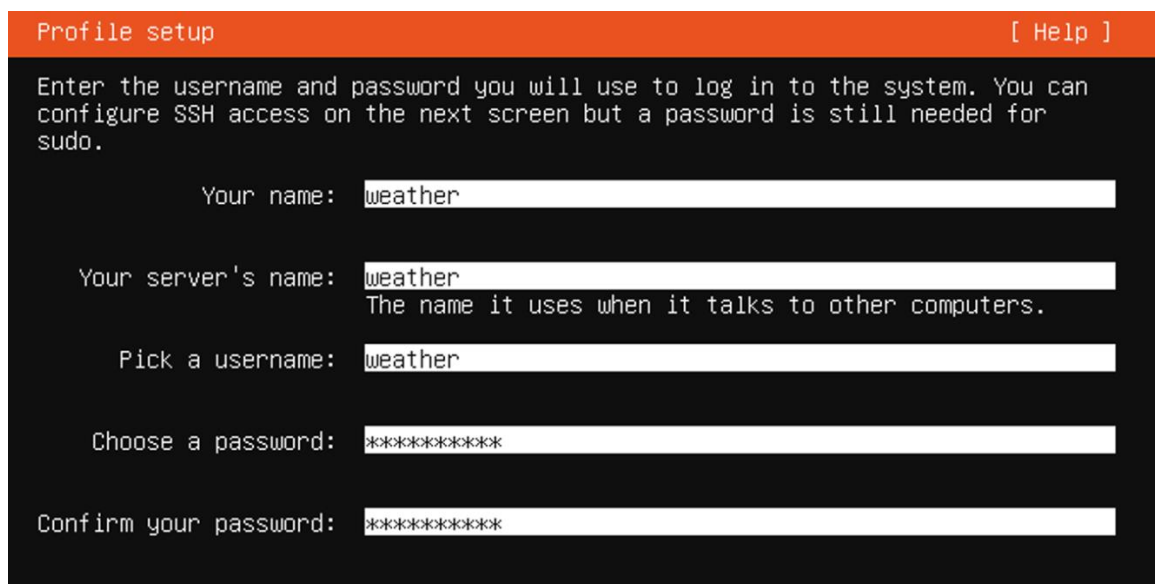 Profile setup [ Help ]
Enter the username and password you will use to log in to the system. You can
configure SSH access on the next screen but a password is still needed for
sudo.
Your name: weather
Your server's name: weather
The name it uses when it talks to other computers.
Pick a username: weather
Choose a password: **********
Confirm your password: **********